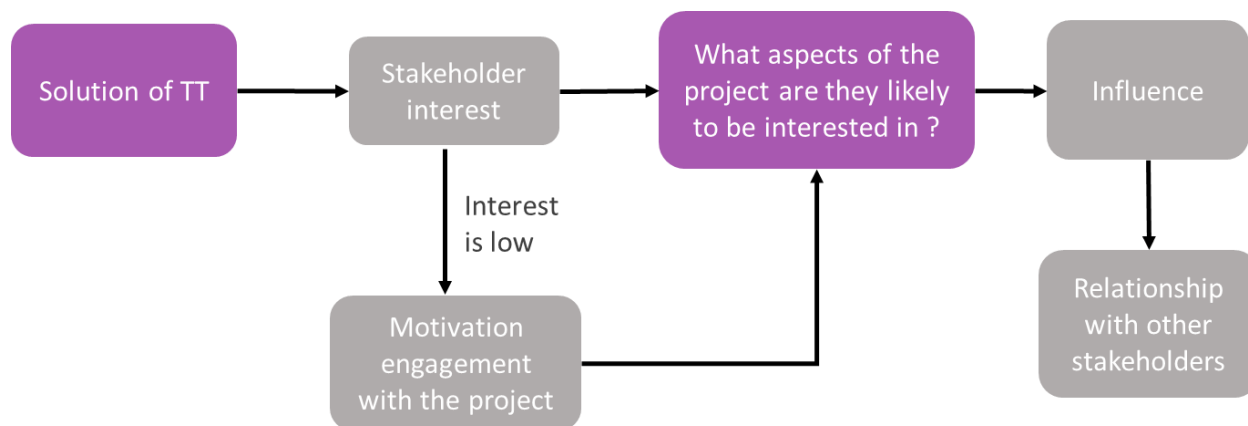 Solution of TT
Stakeholder
interest
What aspects of the
project are they likely
to be interested in ?
Influence
Interest
is low
Motivation
engagement
with the project
Relationship
with other
stakeholders